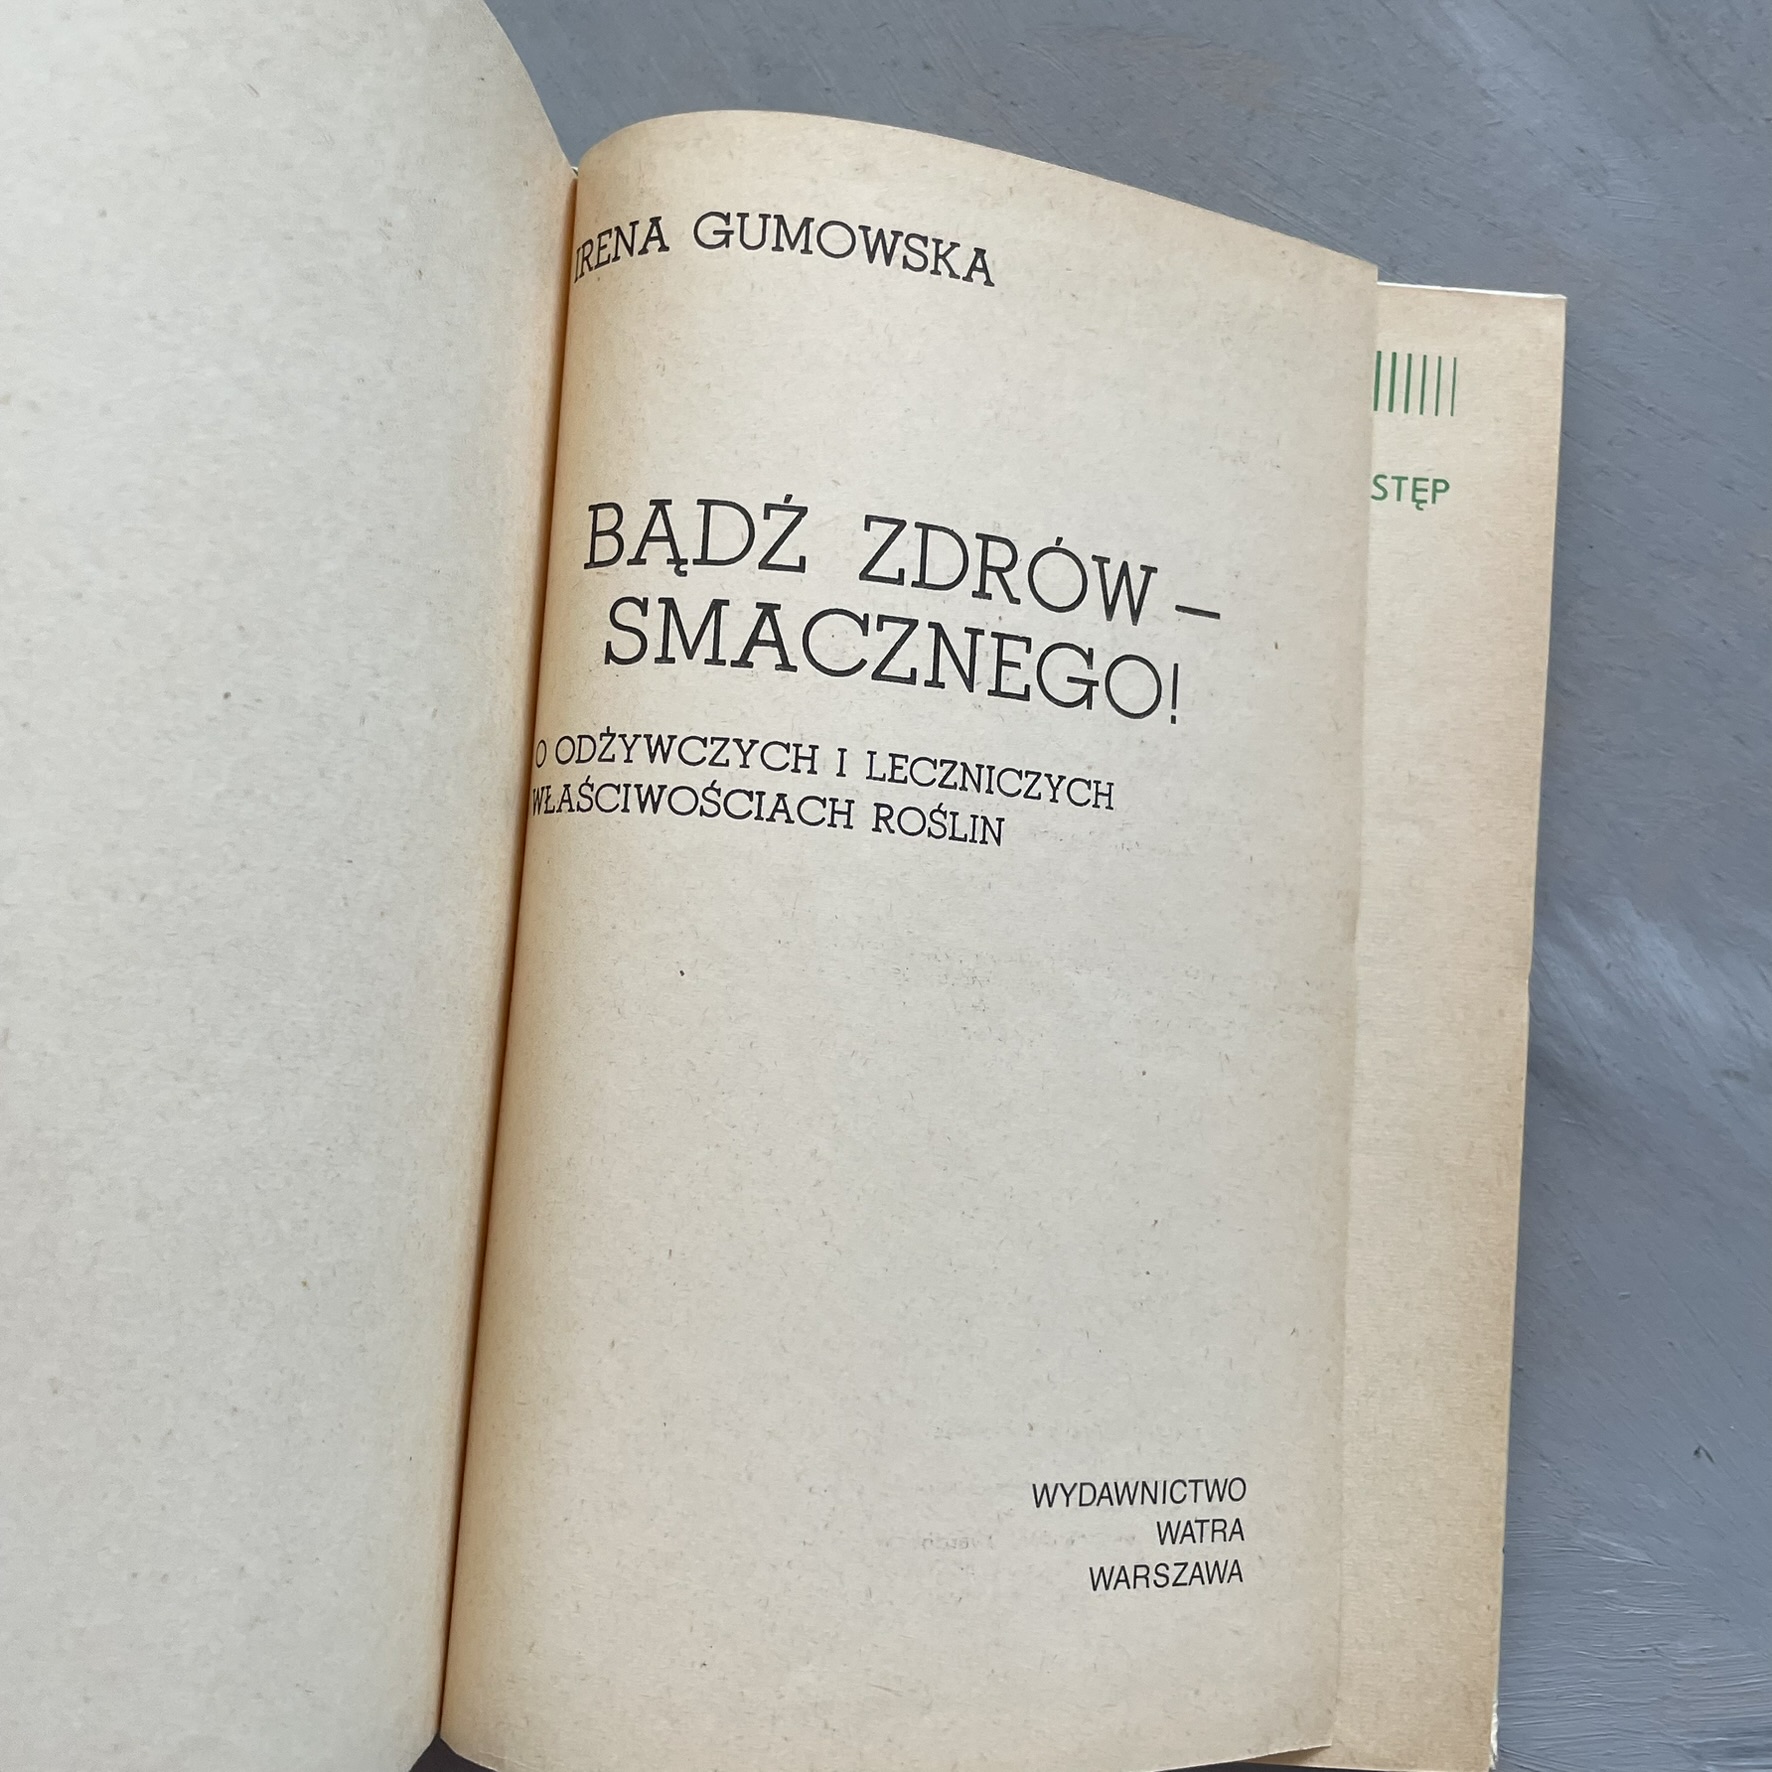 IRENA GUMOWSKA
BĄDŹ ZDRÓW –
SMACZNEGO!
O ODŻYWCZYCH I LECZNICZYCH
WŁAŚCIWOŚCIACH ROŚLIN
WYDAWNICTWO
WATRA
WARSZAWA
STĘP